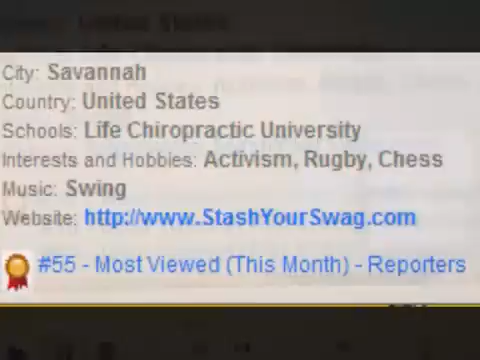 City: Savannah
Country: United States
Schools: Life Chiropractic University
Interests and Hobbies: Activism, Rugby, Chess
Music: Swing
Website: http://www.StashYourSwag.com
#55 - Most Viewed (This Month) - Reporters